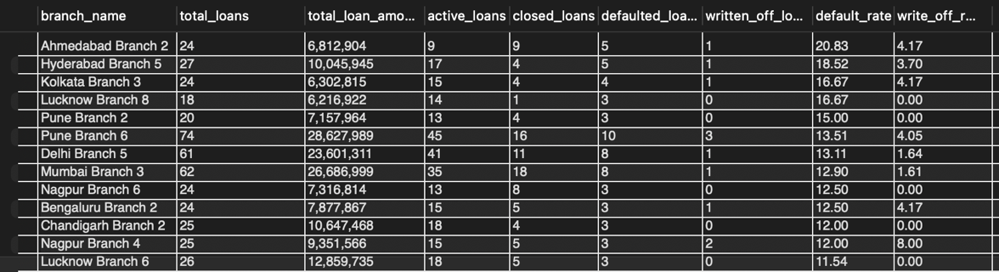 branch_name total_loans total_loan_amo... active_loans closed_loans defaulted_loa... written_off_lo... default_rate write_off_r...
Ahmedabad Branch 2 24 6,812,904 9 9 5 1 20.83 4.17
Hyderabad Branch 5 27 10,045,945 17 4 5 1 18.52 3.70
Kolkata Branch 3 24 6,302,815 15 4 4 1 16.67 4.17
Lucknow Branch 8 18 6,216,922 14 1 3 0 16.67 0.00
Pune Branch 2 20 7,157,964 13 4 3 0 15.00 0.00
Pune Branch 6 74 28,627,989 45 16 10 3 13.51 4.05
Delhi Branch 5 61 23,601,311 41 11 8 1 13.11 1.64
Mumbai Branch 3 62 26,686,999 35 18 8 1 12.90 1.61
Nagpur Branch 6 24 7,316,814 13 8 3 0 12.50 0.00
Bengaluru Branch 2 24 7,877,867 15 5 3 1 12.50 4.17
Chandigarh Branch 2 25 10,647,468 18 4 3 0 12.00 0.00
Nagpur Branch 4 25 9,351,566 15 5 3 2 12.00 8.00
Lucknow Branch 6 26 12,859,735 18 5 3 0 11.54 0.00